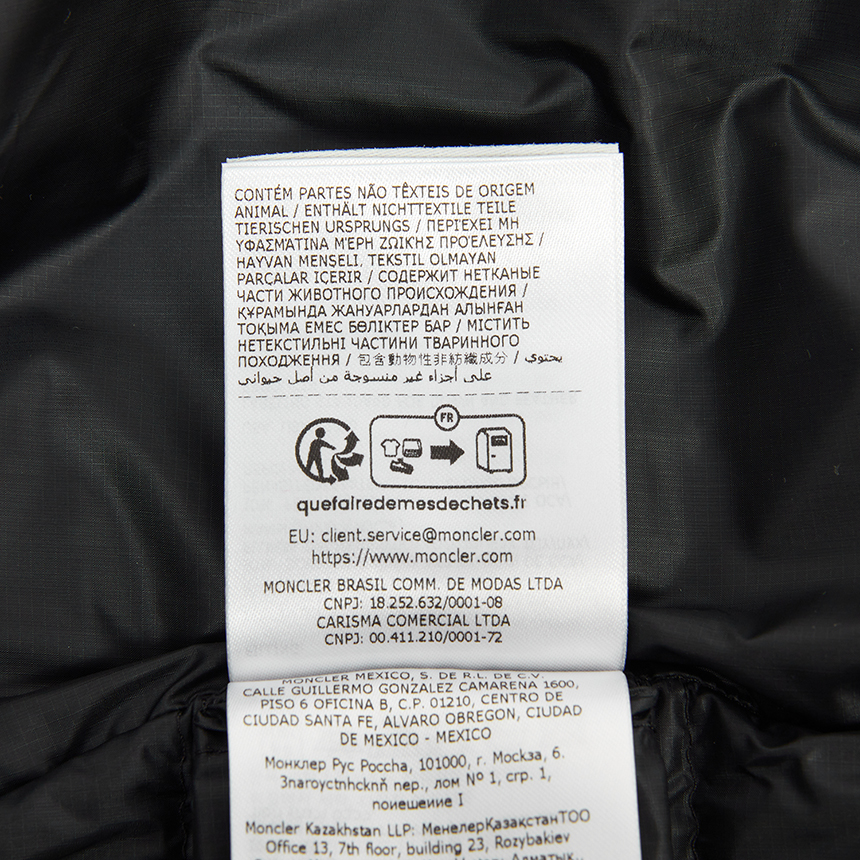 CONTÉM PARTES NÃO TÊXTEIS DE ORIGEM
ANIMAL / ENTHÄLT NICHTTEXTILE TEILE
TIERISCHEN URSPRUNGS / ΠΕΡΙΈΧΕΙ ΜΗ
ΥΦΑΣΜΆΤΙΝΑ ΜΈΡΗ ΖΩΙΚΉΣ ΠΡΟΈΛΕΥΣΗΣ /
HAYVAN MENŞELİ, TEKSTIL OLMAYAN
PARÇALAR IÇERIR / СОДЕРЖИТ НЕТКАНЫЕ
ЧАСТИ ЖИВОТНОГО ПРОИСХОЖДЕНИЯ /
ҚҰРАМЫНДА ЖАНУАРЛАРДАН АЛЫНҒАН
ТОҚЫМА ЕМЕС БӨЛІКТЕР БАР / МІСТИТЬ
НЕТЕКСТИЛЬНІ ЧАСТИНИ ТВАРИННОГО
ПОХОДЖЕННЯ / 包含動物性非紡織成分 / يحتوي
على أجزاء غير منسوجة من أصل حيواني
FR
quefairedemesdechets.fr
EU: client.service@moncler.com
https://www.moncler.com
MONCLER BRASIL COMM. DE MODAS LTDA
CNPJ: 18.252.632/0001-08
CARISMA COMERCIAL LTDA
CNPJ: 00.411.210/0001-72
MONCLER MEXICO, S. DE R.L. DE C.V.
CALLE GUILLERMO GONZALEZ CAMARENA 1600,
PISO 6 OFICINA B, C.P. 01210, CENTRO DE
CIUDAD SANTA FE, ALVARO OBREGON, CIUDAD
DE MEXICO - MEXICO
Монклер Рус Россha, 101000, г. Москза, 6.
3naroyctnhcknй пер., лом № 1, стр. 1,
поиешение I
Moncler Kazakhstan LLP: МенелерҚазақстанТОО
Office 13, 7th floor, building 23, Rozybakiev